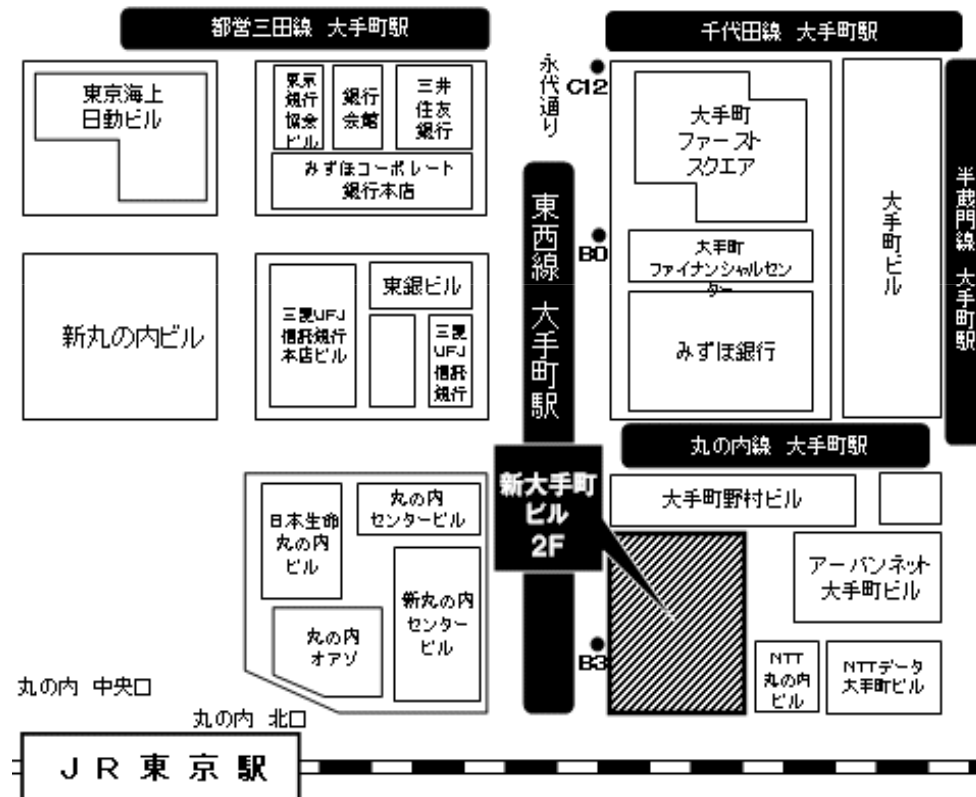 都営三田線 大手町駅
千代田線 大手町駅
東京海上
日動ビル
東京
銀行
協会
ビル
銀行
会館
三井
住友
銀行
みずほコーポレート
銀行本店
永代通り
C12
大手町
ファースト
スクエア
大手町ビル
半蔵門線 大手町駅
東西線 大手町駅
B0
大手町
ファイナンシャルセン
ター
みずほ銀行
新丸の内ビル
三菱UFJ
信託銀行
本店ビル
東銀ビル
三菱
UFJ
信託
銀行
丸の内線 大手町駅
新大手町
ビル
2F
大手町野村ビル
日本生命
丸の内
ビル
丸の内
センタービル
新丸の内
センター
ビル
丸の内
オアゾ
アーバンネット
大手町ビル
B3
NTT
丸の内
ビル
NTTデータ
大手町ビル
丸の内 中央口
丸の内 北口
JR東京駅